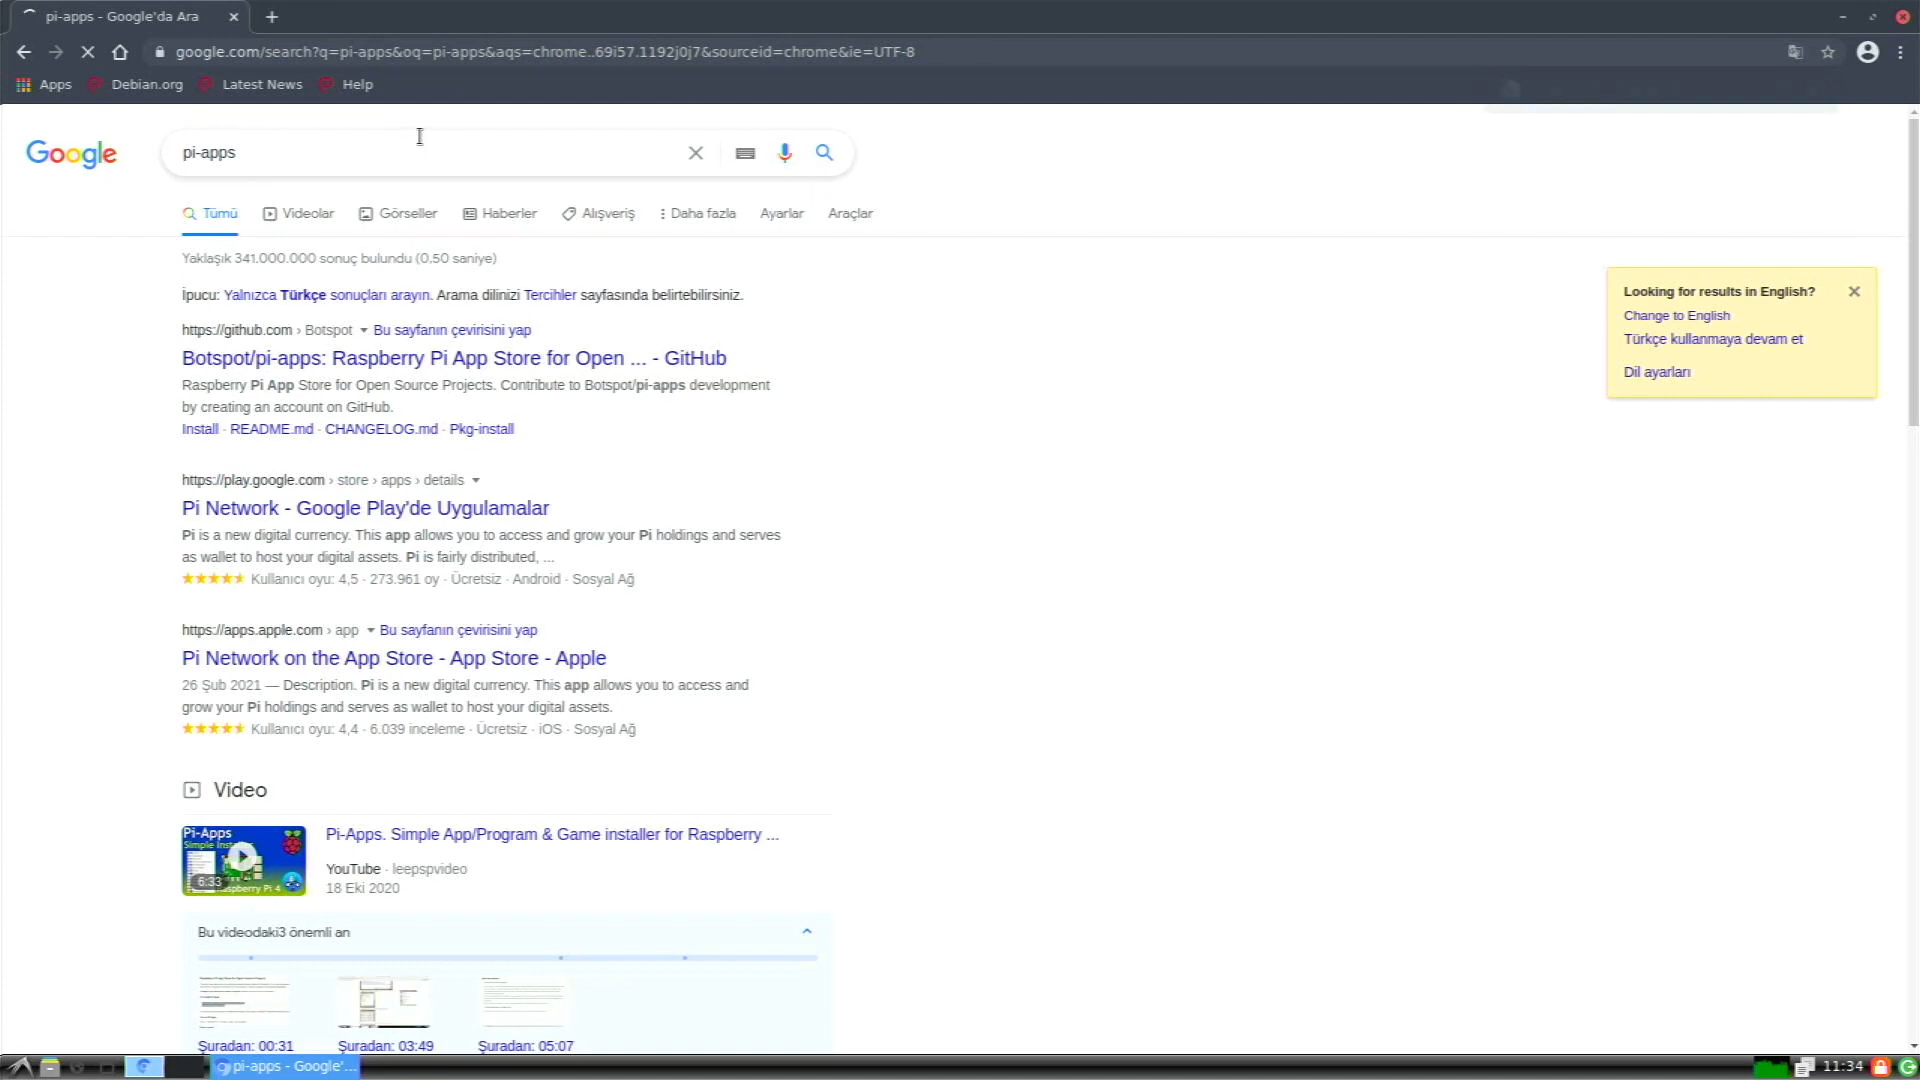 pi-apps - Google'da Ara
google.com/search?q=pi-apps&oq=pi-apps&aqs=chrome..69i57.1192j0j7&sourceid=chrome&ie=UTF-8
Apps Debian.org Latest News Help
Google
pi-apps
Tümü Videolar Görseller Haberler Alışveriş Daha fazla Ayarlar Araçlar
Yaklaşık 341.000.000 sonuç bulundu (0,50 saniye)
İpucu: Yalnızca Türkçe sonuçları arayın. Arama dilinizi Tercihler sayfasında belirtebilirsiniz.
https://github.com › Botspot Bu sayfanın çevirisini yap
Botspot/pi-apps: Raspberry Pi App Store for Open ... - GitHub
Raspberry Pi App Store for Open Source Projects. Contribute to Botspot/pi-apps development
by creating an account on GitHub.
Install · README.md · CHANGELOG.md · Pkg-install
https://play.google.com › store › apps › details
Pi Network - Google Play'de Uygulamalar
Pi is a new digital currency. This app allows you to access and grow your Pi holdings and serves
as wallet to host your digital assets. Pi is fairly distributed, ...
Kullanıcı oyu: 4,5 · 273.961 oy · Ücretsiz · Android · Sosyal Ağ
https://apps.apple.com › app Bu sayfanın çevirisini yap
Pi Network on the App Store - App Store - Apple
26 Şub 2021 — Description. Pi is a new digital currency. This app allows you to access and
grow your Pi holdings and serves as wallet to host your digital assets.
Kullanıcı oyu: 4,4 · 6.039 inceleme · Ücretsiz · iOS · Sosyal Ağ
Video
Pi-Apps
Simple Insta
6:33
spberry Pi 4
Pi-Apps. Simple App/Program & Game installer for Raspberry ...
YouTube · leepspvideo
18 Eki 2020
Bu videodaki3 önemli an
Şuradan: 00:31 Şuradan: 03:49 Şuradan: 05:07
Looking for results in English?
Change to English
Türkçe kullanmaya devam et
Dil ayarları
pi-apps - Google'...
11:34